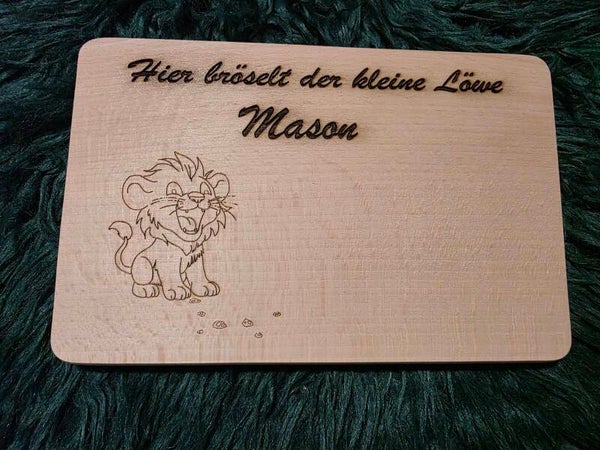 Hier bröselt der kleine Löwe
Mason